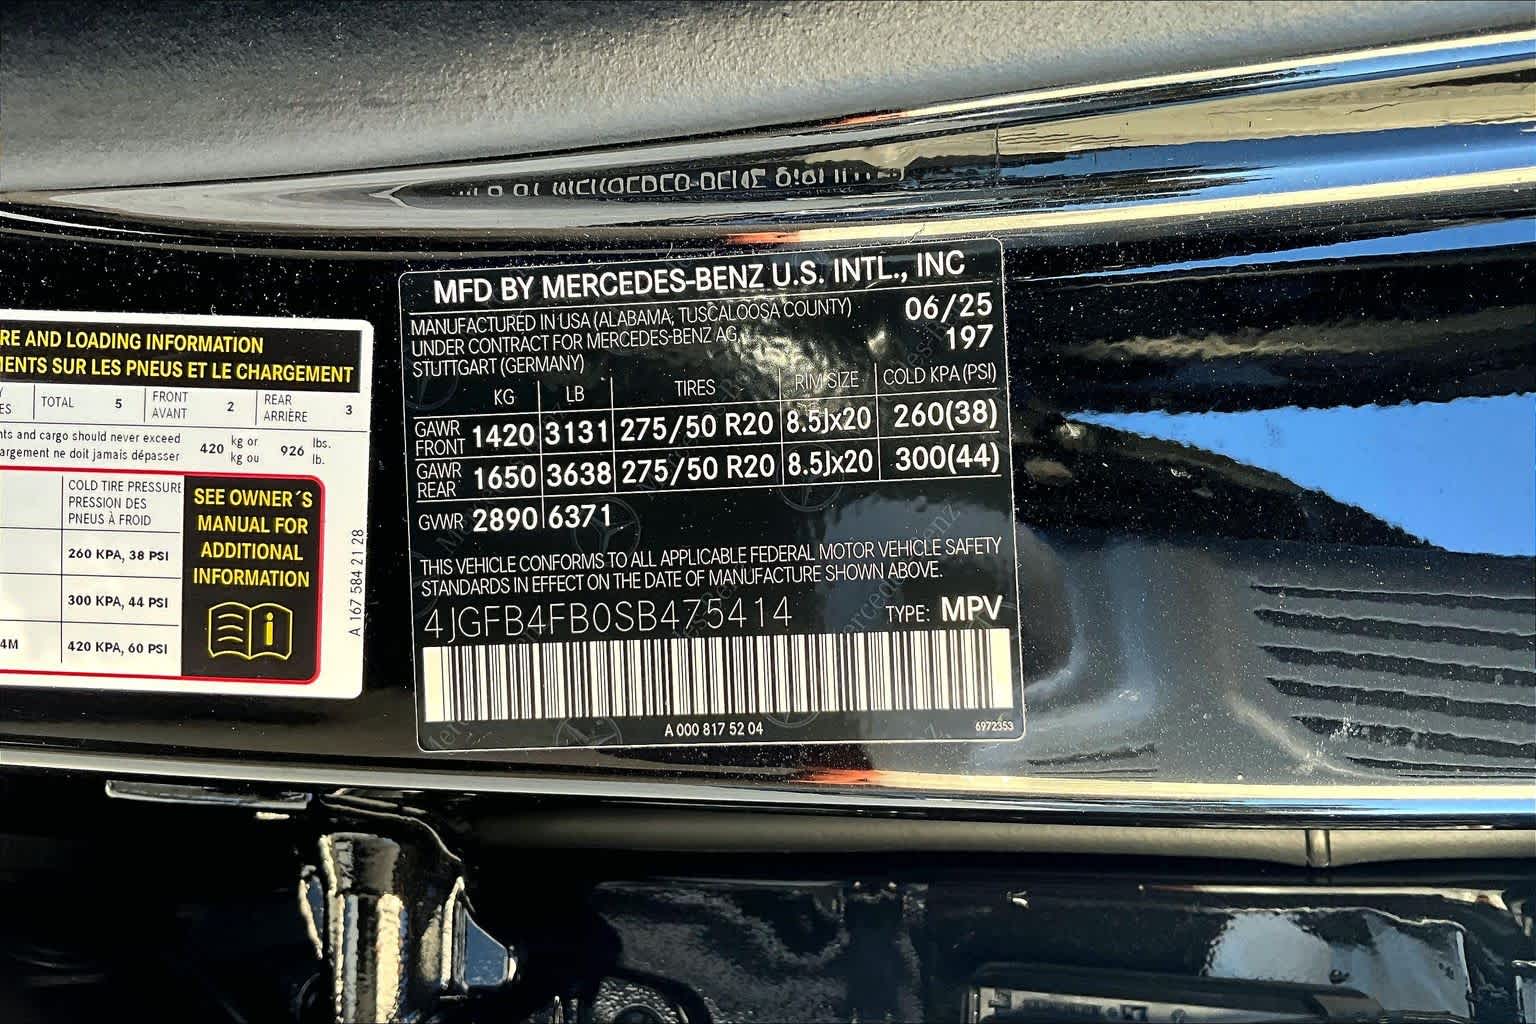 RE AND LOADING INFORMATION
ENTS SUR LES PNEUS ET LE CHARGEMENT
TOTAL 5 FRONT AVANT 2 REAR ARRIÈRE 3
nts and cargo should never exceed
argement ne doit jamais dépasser
420 kg or kg ou 926 lbs. lb.
COLD TIRE PRESSURE
PRESSION DES
PNEUS À FROID
260 KPA, 38 PSI
300 KPA, 44 PSI
4M 420 KPA, 60 PSI
SEE OWNER´S
MANUAL FOR
ADDITIONAL
INFORMATION
A 167 584 21 28
MFD BY MERCEDES-BENZ U.S. INTL., INC
MANUFACTURED IN USA (ALABAMA, TUSCALOOSA COUNTY) 06/25
UNDER CONTRACT FOR MERCEDES-BENZ AG, 197
STUTTGART (GERMANY)
KG LB TIRES RIM SIZE COLD KPA (PSI)
GAWR FRONT 1420 3131 275/50 R20 8.5Jx20 260(38)
GAWR REAR 1650 3638 275/50 R20 8.5Jx20 300(44)
GVWR 2890 6371
THIS VEHICLE CONFORMS TO ALL APPLICABLE FEDERAL MOTOR VEHICLE SAFETY
STANDARDS IN EFFECT ON THE DATE OF MANUFACTURE SHOWN ABOVE.
4JGFB4FB0SB475414 TYPE: MPV
A 000 817 52 04 6972353